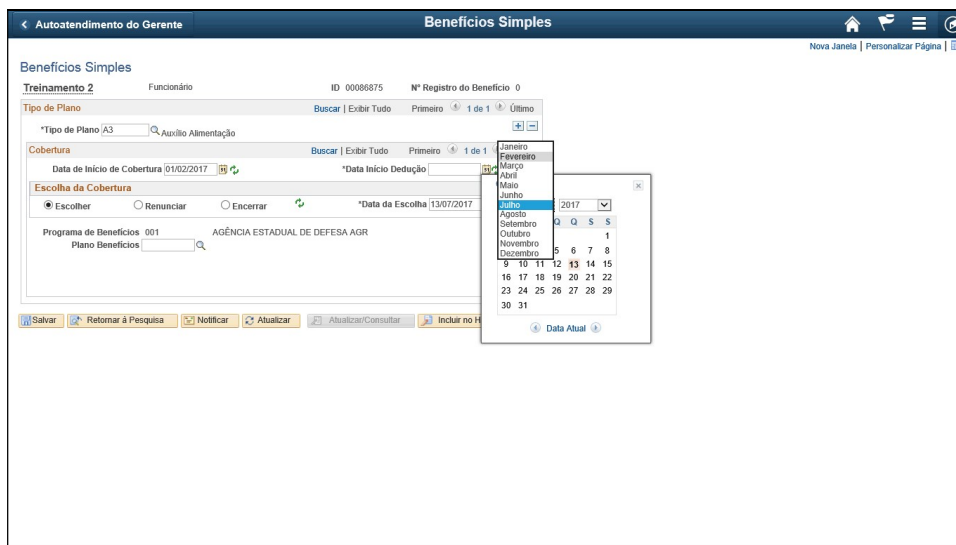 Autoatendimento do Gerente
Benefícios Simples
Nova Janela | Personalizar Página |
Benefícios Simples
Treinamento 2 Funcionário ID 00086875 Nº Registro do Benefício 0
Tipo de Plano Buscar | Exibir Tudo Primeiro 1 de 1 Último
*Tipo de Plano A3 Auxílio Alimentação
Cobertura Buscar | Exibir Tudo Primeiro 1 de 1
Data de Início de Cobertura 01/02/2017 *Data Início Dedução
Escolha da Cobertura
Escolher Renunciar Encerrar *Data da Escolha 13/07/2017
Programa de Benefícios 001 AGÊNCIA ESTADUAL DE DEFESA AGR
Plano Benefícios
Janeiro
Fevereiro
Março
Abril
Maio
Junho
Julho
Agosto
Setembro
Outubro
Novembro
Dezembro
2017
Q Q S S
1
5 6 7 8
9 10 11 12 13 14 15
16 17 18 19 20 21 22
23 24 25 26 27 28 29
30 31
Data Atual
Salvar Retornar à Pesquisa Notificar Atualizar Atualizar/Consultar Incluir no H